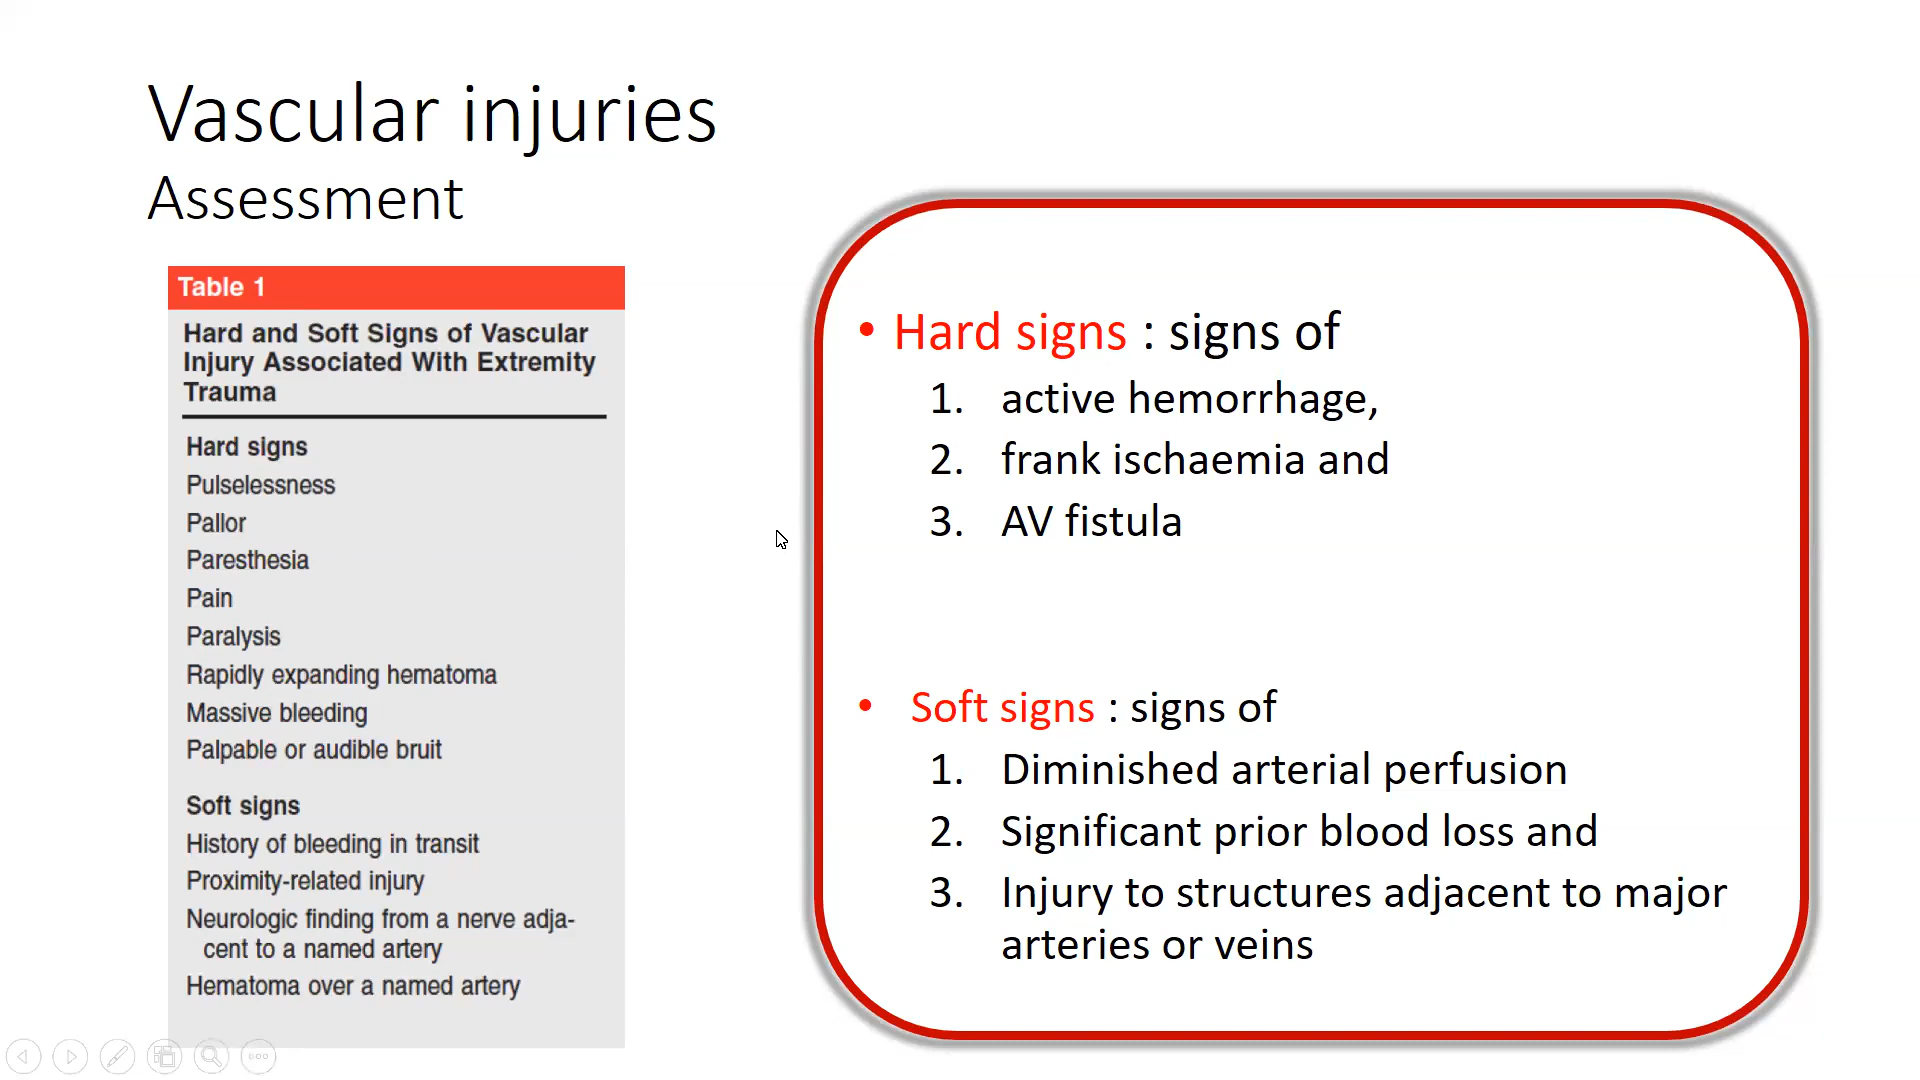 Vascular injuries
Assessment
Table 1
Hard and Soft Signs of Vascular
Injury Associated With Extremity
Trauma
Hard signs
Pulselessness
Pallor
Paresthesia
Pain
Paralysis
Rapidly expanding hematoma
Massive bleeding
Palpable or audible bruit
Soft signs
History of bleeding in transit
Proximity-related injury
Neurologic finding from a nerve adja-
cent to a named artery
Hematoma over a named artery
• Hard signs : signs of
1. active hemorrhage,
2. frank ischaemia and
3. AV fistula
• Soft signs : signs of
1. Diminished arterial perfusion
2. Significant prior blood loss and
3. Injury to structures adjacent to major
arteries or veins